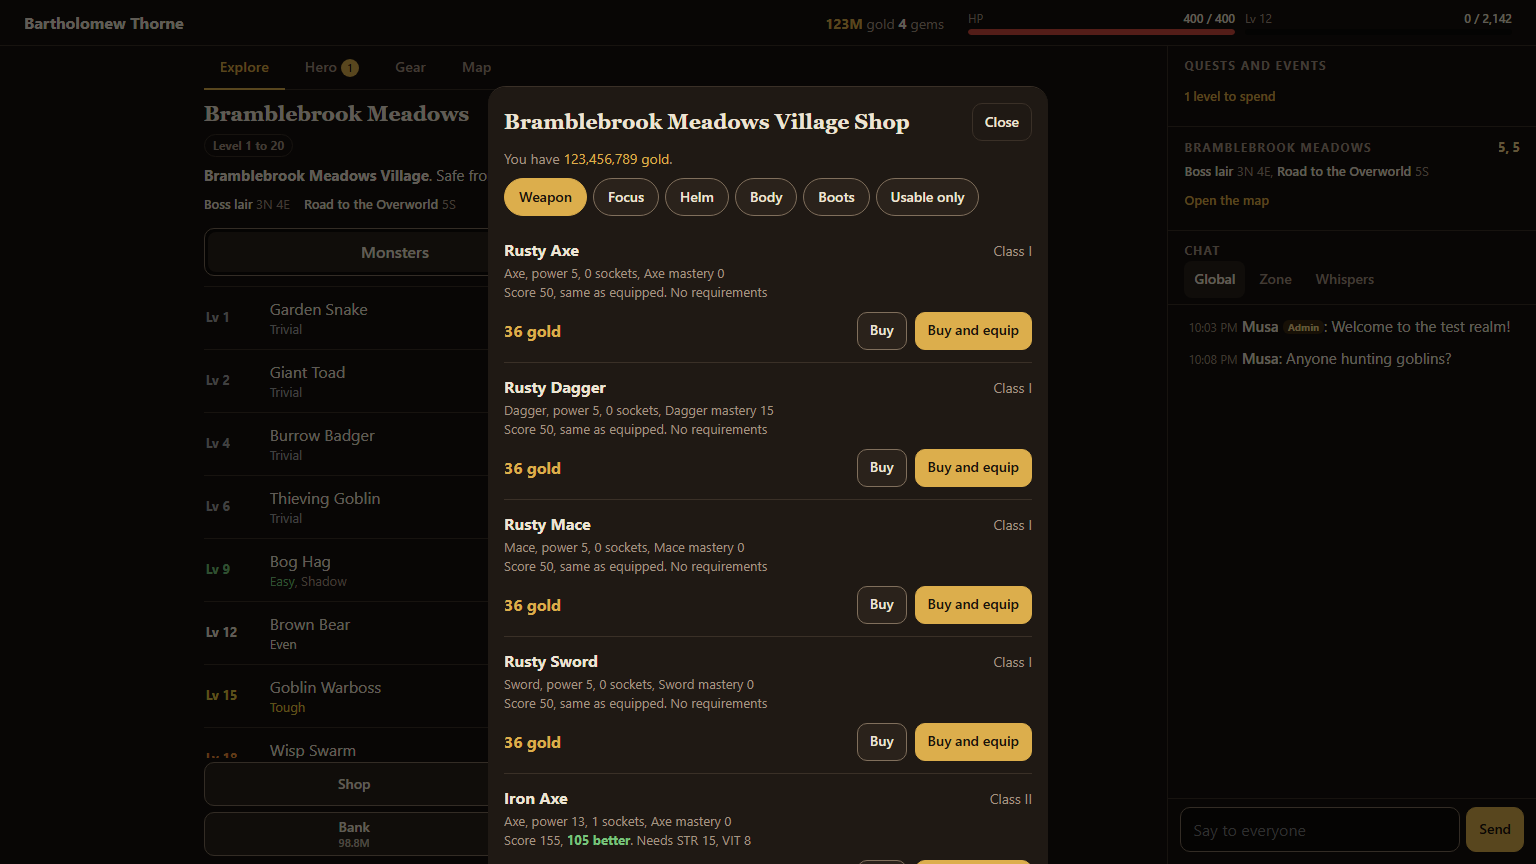 Bartholomew Thorne
123M gold 4 gems
HP 400 / 400
Lv 12 0 / 2,142
Explore
Hero 1
Gear
Map
Bramblebrook Meadows
Level 1 to 20
Bramblebrook Meadows Village. Safe fro
Boss lair 3N 4E Road to the Overworld 5S
Monsters
Lv 1 Garden Snake
Trivial
Lv 2 Giant Toad
Trivial
Lv 4 Burrow Badger
Trivial
Lv 6 Thieving Goblin
Trivial
Lv 9 Bog Hag
Easy, Shadow
Lv 12 Brown Bear
Even
Lv 15 Goblin Warboss
Tough
Lv 18 Wisp Swarm
Shop
Bank
98.8M
Bramblebrook Meadows Village Shop
Close
You have 123,456,789 gold.
Weapon
Focus
Helm
Body
Boots
Usable only
Rusty Axe Class I
Axe, power 5, 0 sockets, Axe mastery 0
Score 50, same as equipped. No requirements
36 gold Buy Buy and equip
Rusty Dagger Class I
Dagger, power 5, 0 sockets, Dagger mastery 15
Score 50, same as equipped. No requirements
36 gold Buy Buy and equip
Rusty Mace Class I
Mace, power 5, 0 sockets, Mace mastery 0
Score 50, same as equipped. No requirements
36 gold Buy Buy and equip
Rusty Sword Class I
Sword, power 5, 0 sockets, Sword mastery 0
Score 50, same as equipped. No requirements
36 gold Buy Buy and equip
Iron Axe Class II
Axe, power 13, 1 sockets, Axe mastery 0
Score 155, 105 better. Needs STR 15, VIT 8
QUESTS AND EVENTS
1 level to spend
BRAMBLEBROOK MEADOWS 5, 5
Boss lair 3N 4E, Road to the Overworld 5S
Open the map
CHAT
Global
Zone
Whispers
10:03 PM Musa Admin : Welcome to the test realm!
10:08 PM Musa: Anyone hunting goblins?
Say to everyone
Send